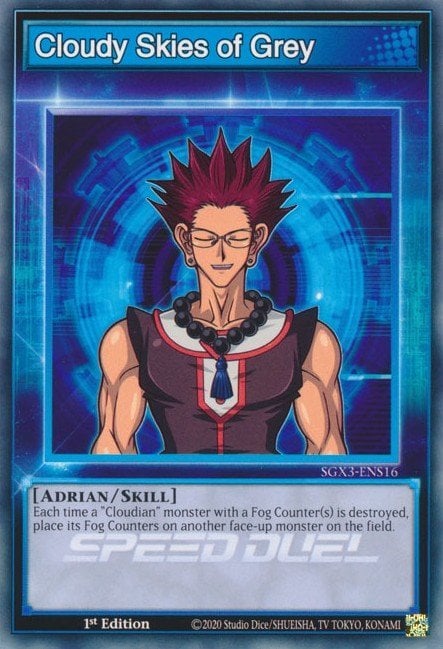 Cloudy Skies of Grey
SGX3-ENS16
[ADRIAN/SKILL]
Each time a "Cloudian" monster with a Fog Counter(s) is destroyed,
place its Fog Counters on another face-up monster on the field.
SPEED DUEL
1st Edition
©2020 Studio Dice/SHUEISHA, TV TOKYO, KONAMI